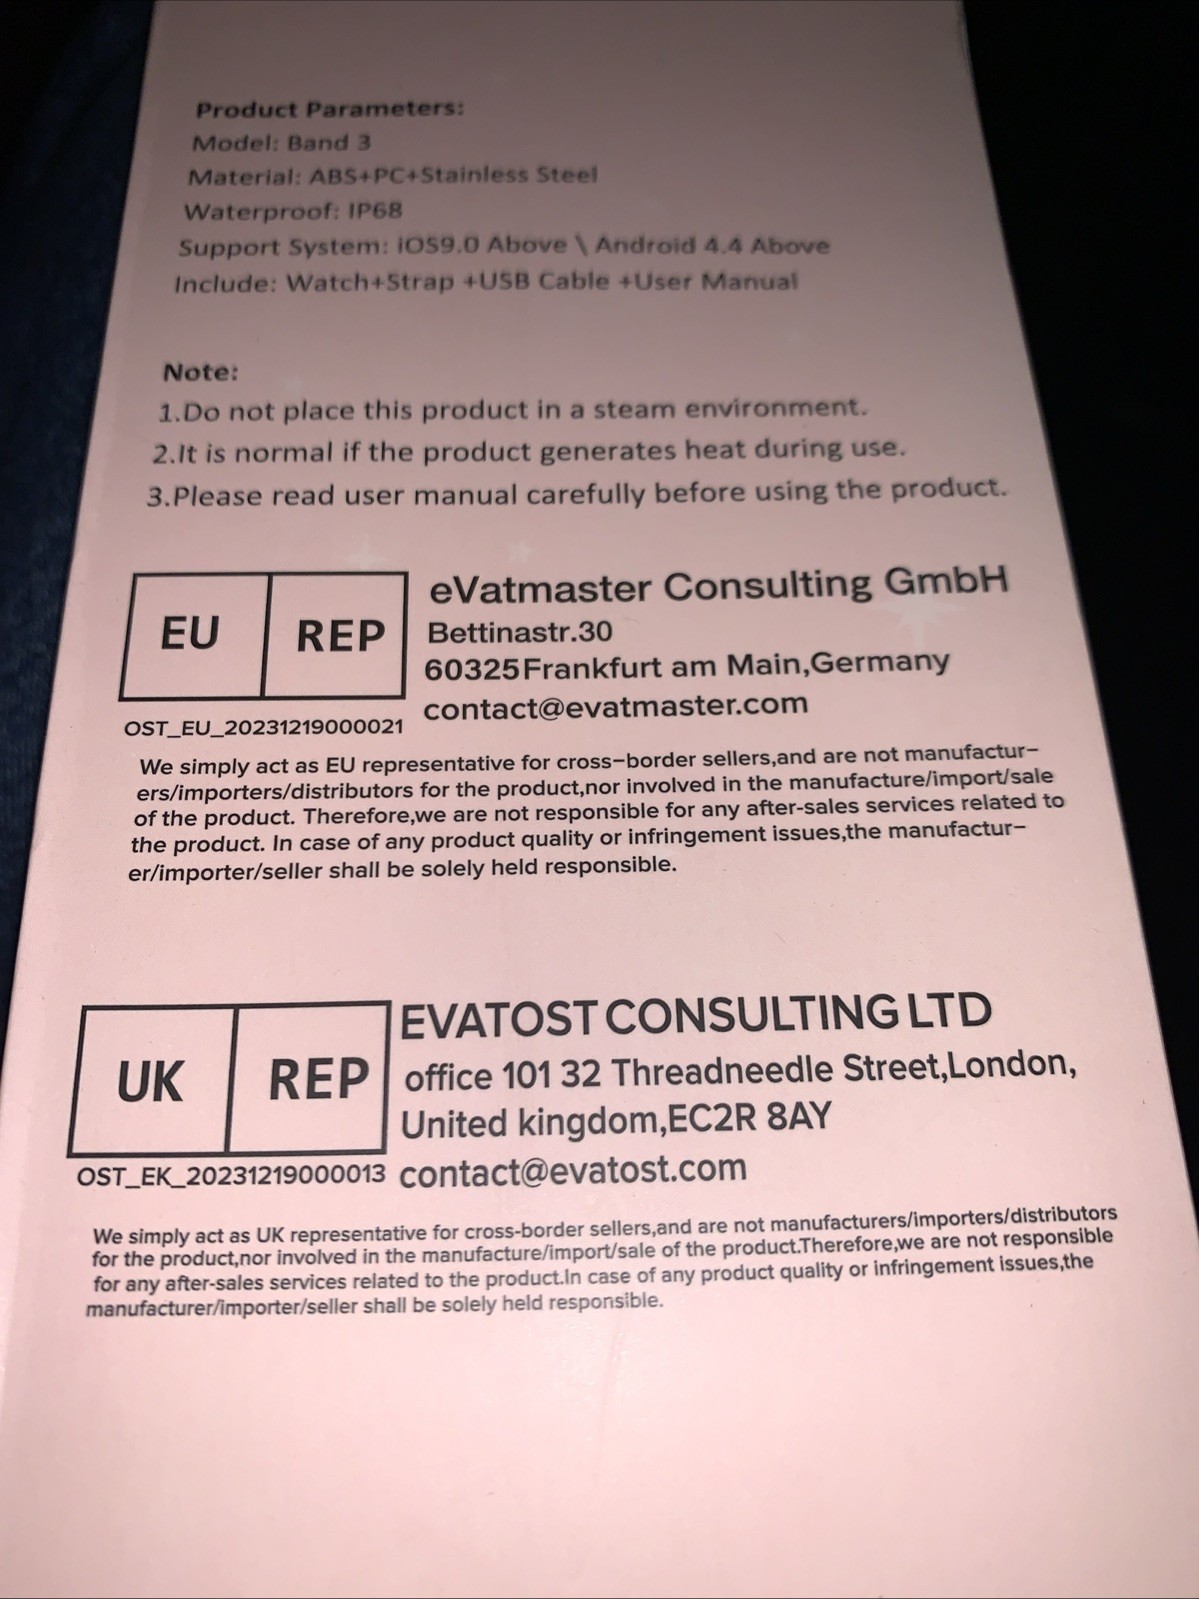 Product Parameters:
Model: Band 3
Material: ABS+PC+Stainless Steel
Waterproof: IP68
Support System: iOS9.0 Above \ Android 4.4 Above
Include: Watch+Strap +USB Cable +User Manual
Note:
1.Do not place this product in a steam environment.
2.It is normal if the product generates heat during use.
3.Please read user manual carefully before using the product.
EU REP
eVatmaster Consulting GmbH
Bettinastr.30
60325Frankfurt am Main,Germany
contact@evatmaster.com
OST_EU_20231219000021
We simply act as EU representative for cross-border sellers,and are not manufactur-
ers/importers/distributors for the product,nor involved in the manufacture/import/sale
of the product. Therefore,we are not responsible for any after-sales services related to
the product. In case of any product quality or infringement issues,the manufactur-
er/importer/seller shall be solely held responsible.
UK REP
EVATOST CONSULTING LTD
office 101 32 Threadneedle Street,London,
United kingdom,EC2R 8AY
contact@evatost.com
OST_EK_20231219000013
We simply act as UK representative for cross-border sellers,and are not manufacturers/importers/distributors
for the product,nor involved in the manufacture/import/sale of the product.Therefore,we are not responsible
for any after-sales services related to the product.In case of any product quality or infringement issues,the
manufacturer/importer/seller shall be solely held responsible.